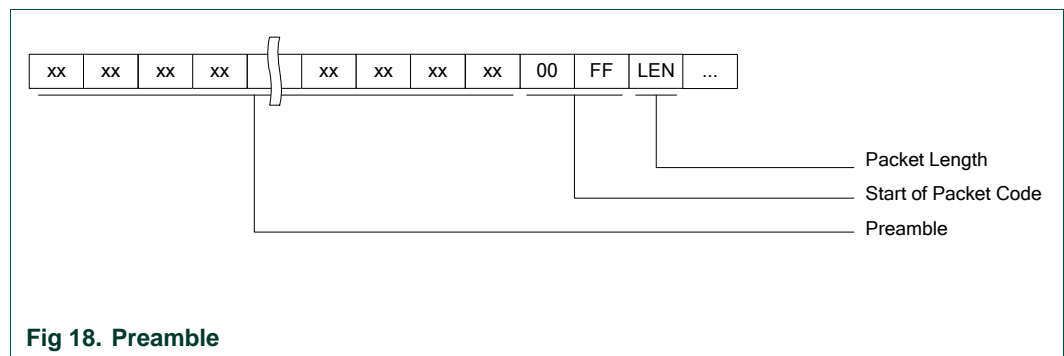 xx xx xx xx xx xx xx xx 00 FF LEN ...
Packet Length
Start of Packet Code
Preamble
Fig 18. Preamble